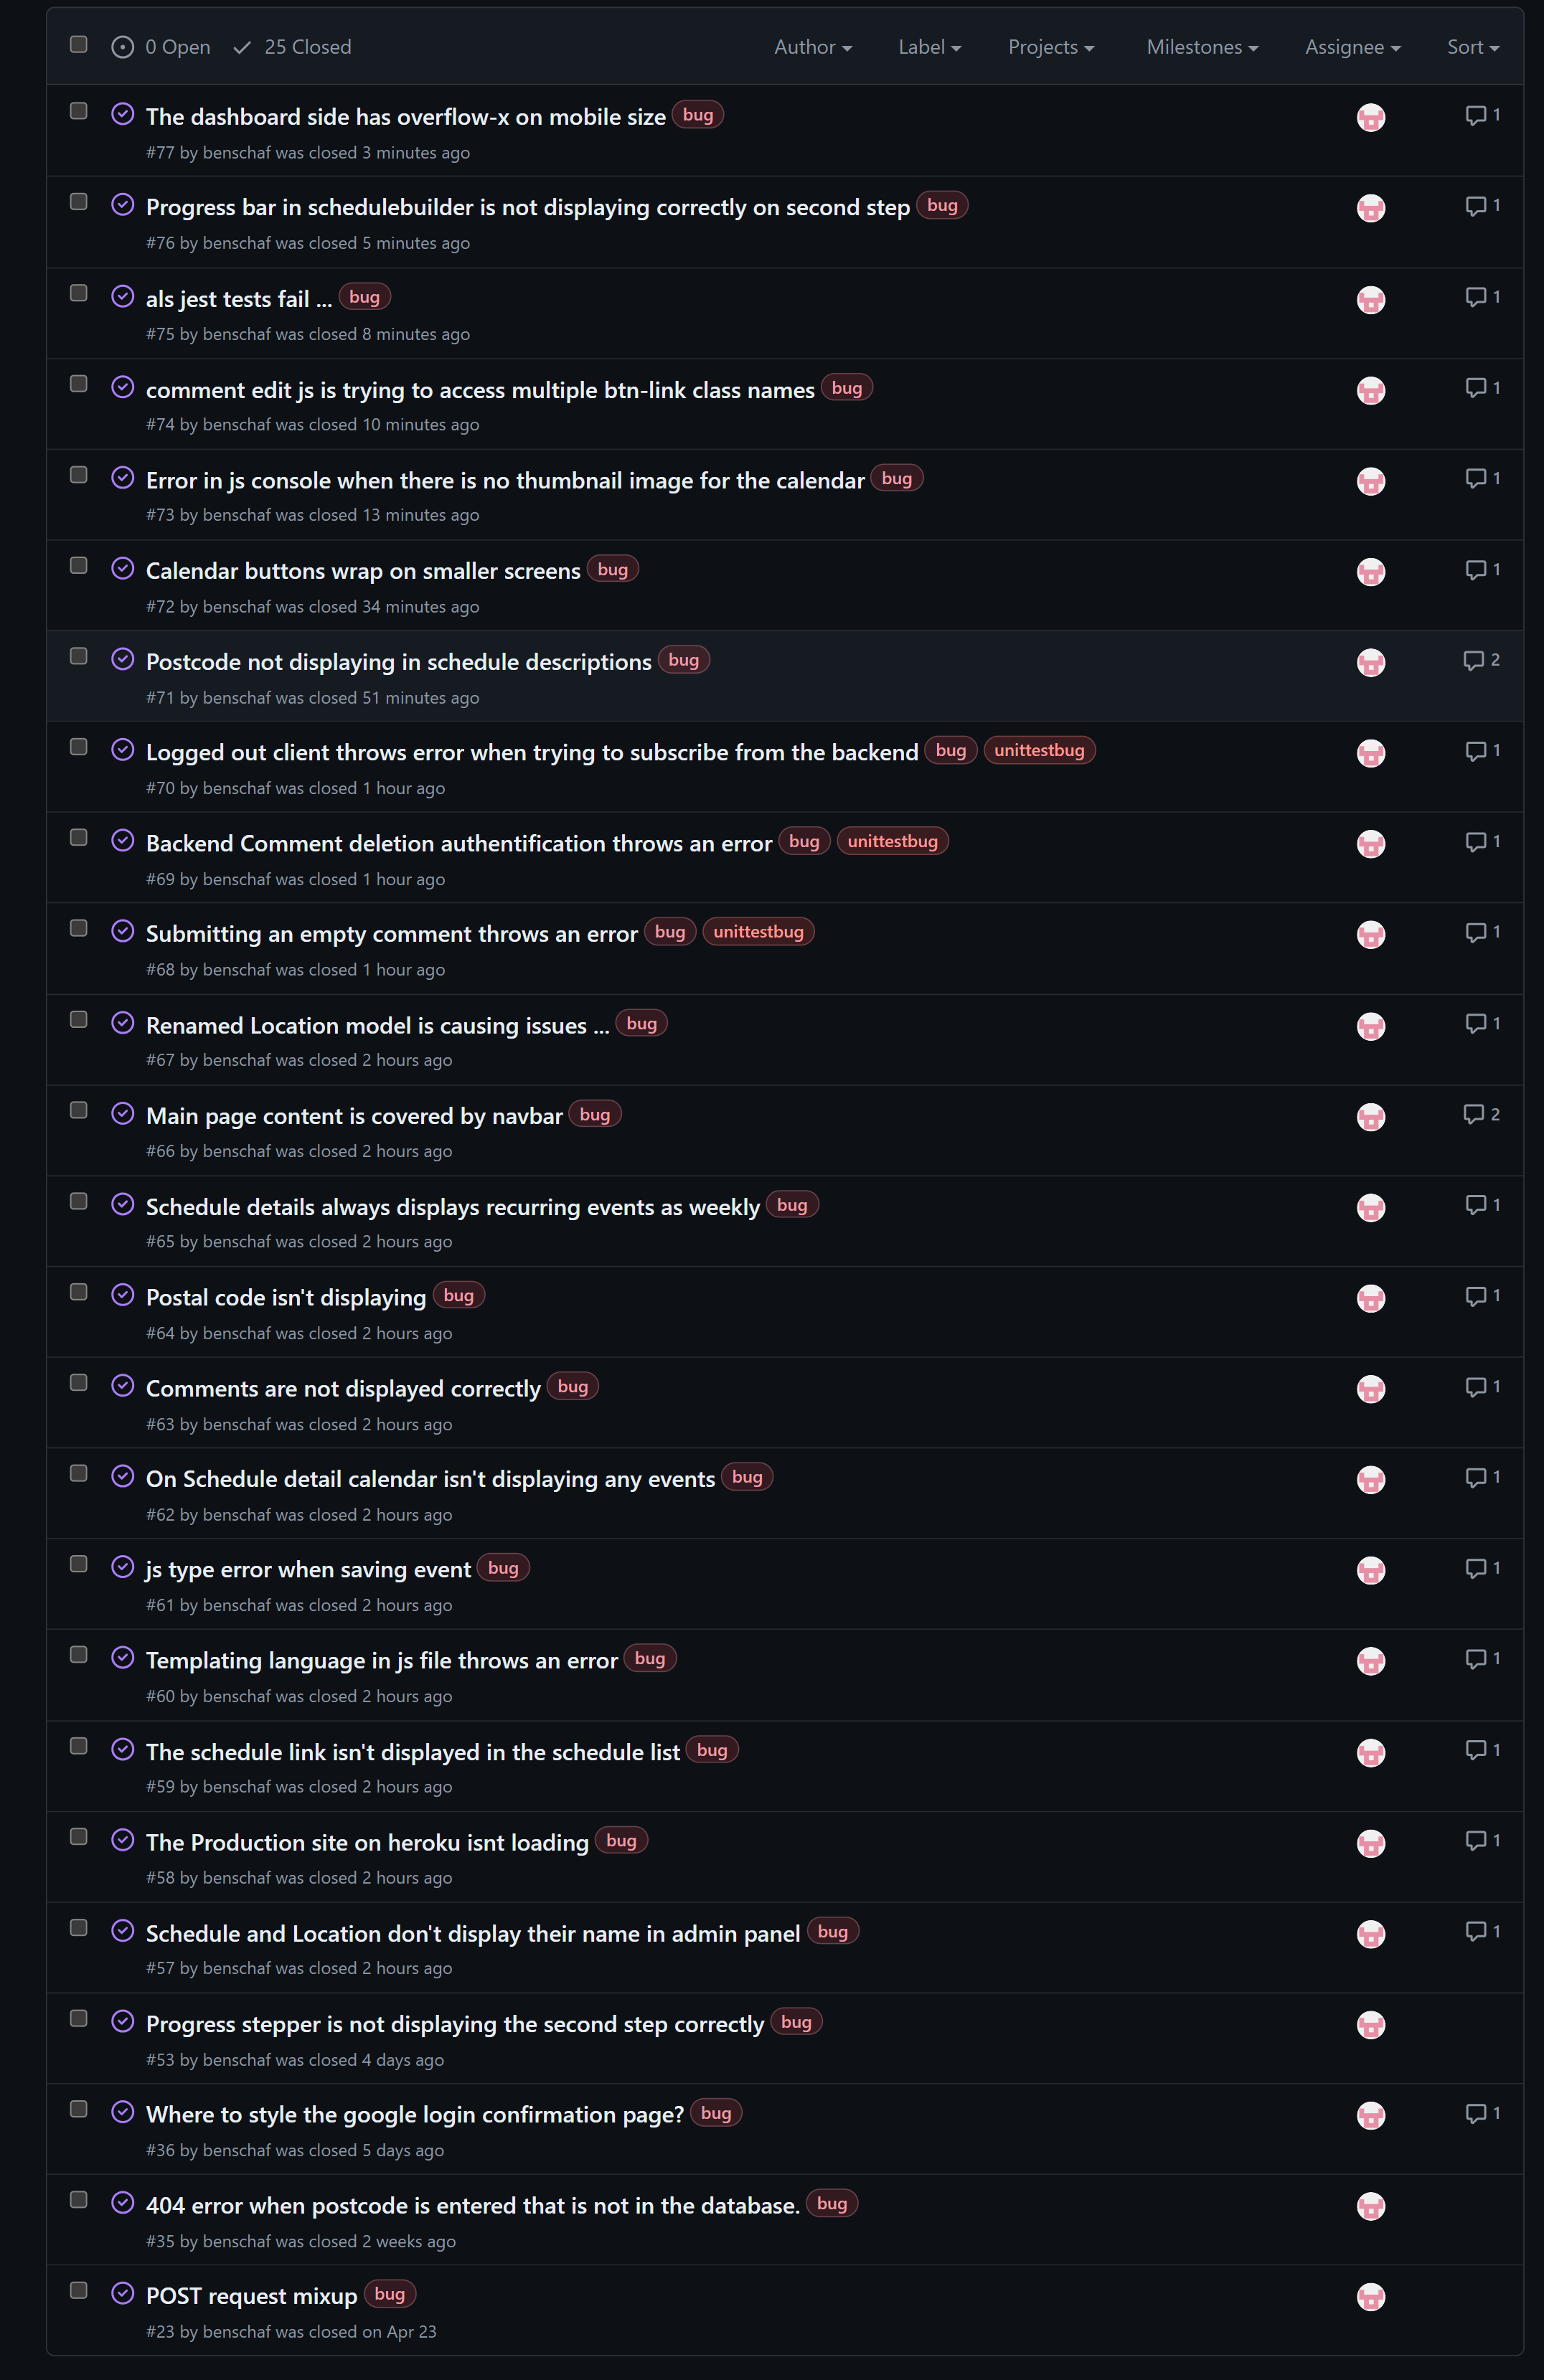 0 Open 25 Closed Author Label Projects Milestones Assignee Sort
The dashboard side has overflow-x on mobile size bug 1
#77 by benschaf was closed 3 minutes ago
Progress bar in schedulebuilder is not displaying correctly on second step bug 1
#76 by benschaf was closed 5 minutes ago
als jest tests fail ... bug 1
#75 by benschaf was closed 8 minutes ago
comment edit js is trying to access multiple btn-link class names bug 1
#74 by benschaf was closed 10 minutes ago
Error in js console when there is no thumbnail image for the calendar bug 1
#73 by benschaf was closed 13 minutes ago
Calendar buttons wrap on smaller screens bug 1
#72 by benschaf was closed 34 minutes ago
Postcode not displaying in schedule descriptions bug 2
#71 by benschaf was closed 51 minutes ago
Logged out client throws error when trying to subscribe from the backend bug unittestbug 1
#70 by benschaf was closed 1 hour ago
Backend Comment deletion authentification throws an error bug unittestbug 1
#69 by benschaf was closed 1 hour ago
Submitting an empty comment throws an error bug unittestbug 1
#68 by benschaf was closed 1 hour ago
Renamed Location model is causing issues ... bug 1
#67 by benschaf was closed 2 hours ago
Main page content is covered by navbar bug 2
#66 by benschaf was closed 2 hours ago
Schedule details always displays recurring events as weekly bug 1
#65 by benschaf was closed 2 hours ago
Postal code isn't displaying bug 1
#64 by benschaf was closed 2 hours ago
Comments are not displayed correctly bug 1
#63 by benschaf was closed 2 hours ago
On Schedule detail calendar isn't displaying any events bug 1
#62 by benschaf was closed 2 hours ago
js type error when saving event bug 1
#61 by benschaf was closed 2 hours ago
Templating language in js file throws an error bug 1
#60 by benschaf was closed 2 hours ago
The schedule link isn't displayed in the schedule list bug 1
#59 by benschaf was closed 2 hours ago
The Production site on heroku isnt loading bug 1
#58 by benschaf was closed 2 hours ago
Schedule and Location don't display their name in admin panel bug 1
#57 by benschaf was closed 2 hours ago
Progress stepper is not displaying the second step correctly bug
#53 by benschaf was closed 4 days ago
Where to style the google login confirmation page? bug 1
#36 by benschaf was closed 5 days ago
404 error when postcode is entered that is not in the database. bug
#35 by benschaf was closed 2 weeks ago
POST request mixup bug
#23 by benschaf was closed on Apr 23